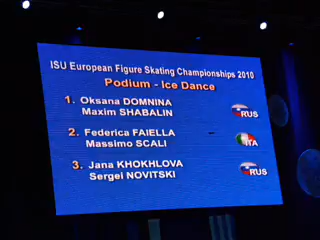 ISU European Figure Skating Championships 2010
Podium - Ice Dance
1. Oksana DOMNINA
Maxim SHABALIN
RUS
2. Federica FAIELLA
Massimo SCALI
ITA
3. Jana KHOKHLOVA
Sergei NOVITSKI
RUS